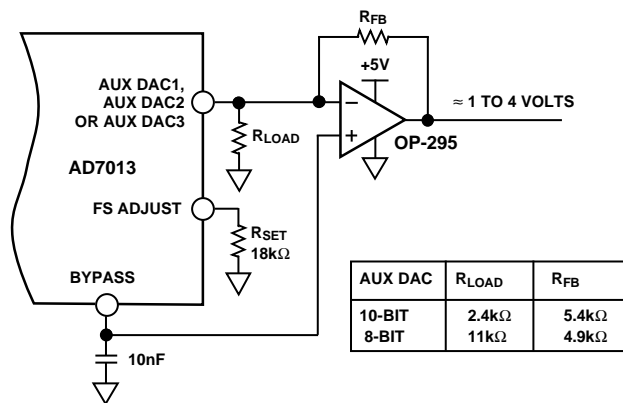 RFB
+5V
AUX DAC1,
AUX DAC2
OR AUX DAC3
−
+
≈ 1 TO 4 VOLTS
RLOAD
OP-295
AD7013
FS ADJUST
RSET
18kΩ
BYPASS
10nF
AUX DAC RLOAD RFB
10-BIT 2.4kΩ 5.4kΩ
8-BIT 11kΩ 4.9kΩ